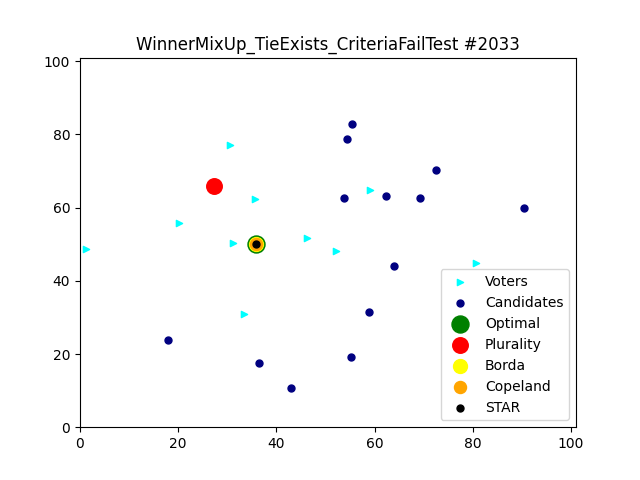 WinnerMixUp_TieExists_CriteriaFailTest #2033
100
80
60
40
20
0
0 20 40 60 80 100
Voters
Candidates
Optimal
Plurality
Borda
Copeland
STAR